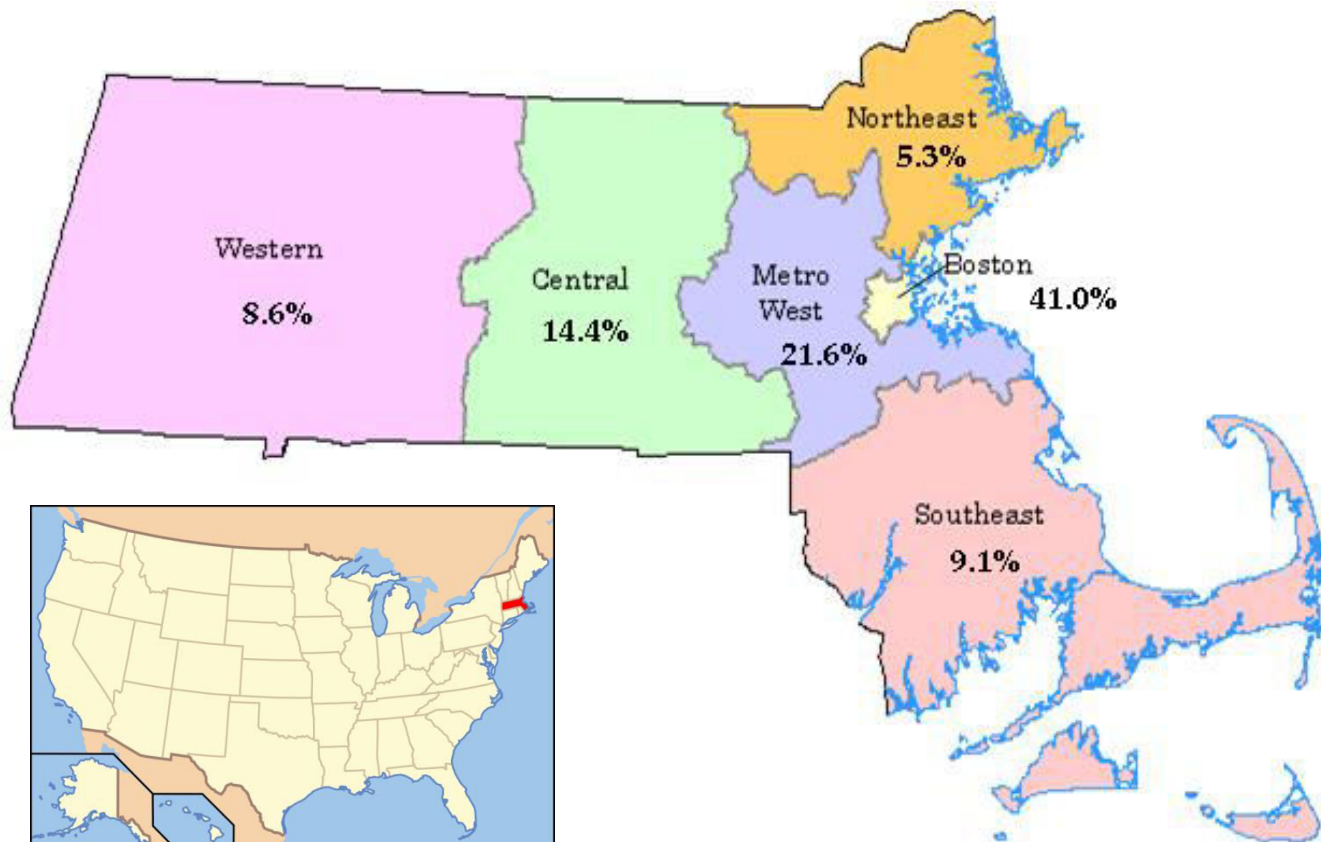 Northeast
5.3%
Western
8.6%
Central
14.4%
Metro
West
21.6%
Boston
41.0%
Southeast
9.1%